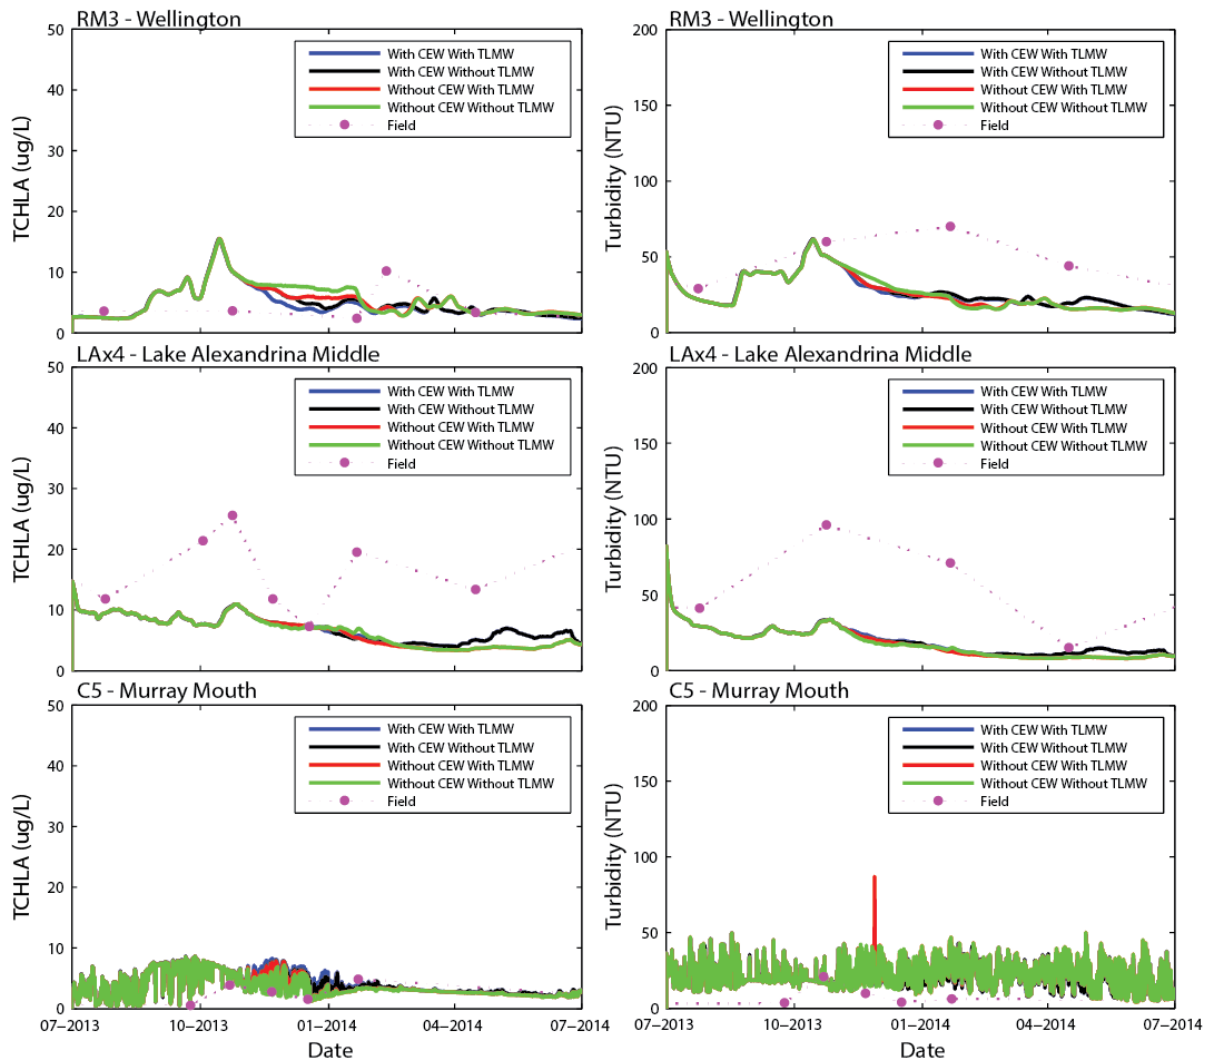 RM3 - Wellington
50
40
30
20
10
0
TCHLA (ug/L)
With CEW With TLMW
With CEW Without TLMW
Without CEW With TLMW
Without CEW Without TLMW
Field
RM3 - Wellington
200
150
100
50
0
Turbidity (NTU)
With CEW With TLMW
With CEW Without TLMW
Without CEW With TLMW
Without CEW Without TLMW
Field
LAx4 - Lake Alexandrina Middle
50
40
30
20
10
0
TCHLA (ug/L)
With CEW With TLMW
With CEW Without TLMW
Without CEW With TLMW
Without CEW Without TLMW
Field
LAx4 - Lake Alexandrina Middle
200
150
100
50
0
Turbidity (NTU)
With CEW With TLMW
With CEW Without TLMW
Without CEW With TLMW
Without CEW Without TLMW
Field
C5 - Murray Mouth
50
40
30
20
10
0
TCHLA (ug/L)
With CEW With TLMW
With CEW Without TLMW
Without CEW With TLMW
Without CEW Without TLMW
Field
07-2013 10-2013 01-2014 04-2014 07-2014
Date
C5 - Murray Mouth
200
150
100
50
0
Turbidity (NTU)
With CEW With TLMW
With CEW Without TLMW
Without CEW With TLMW
Without CEW Without TLMW
Field
07-2013 10-2013 01-2014 04-2014 07-2014
Date